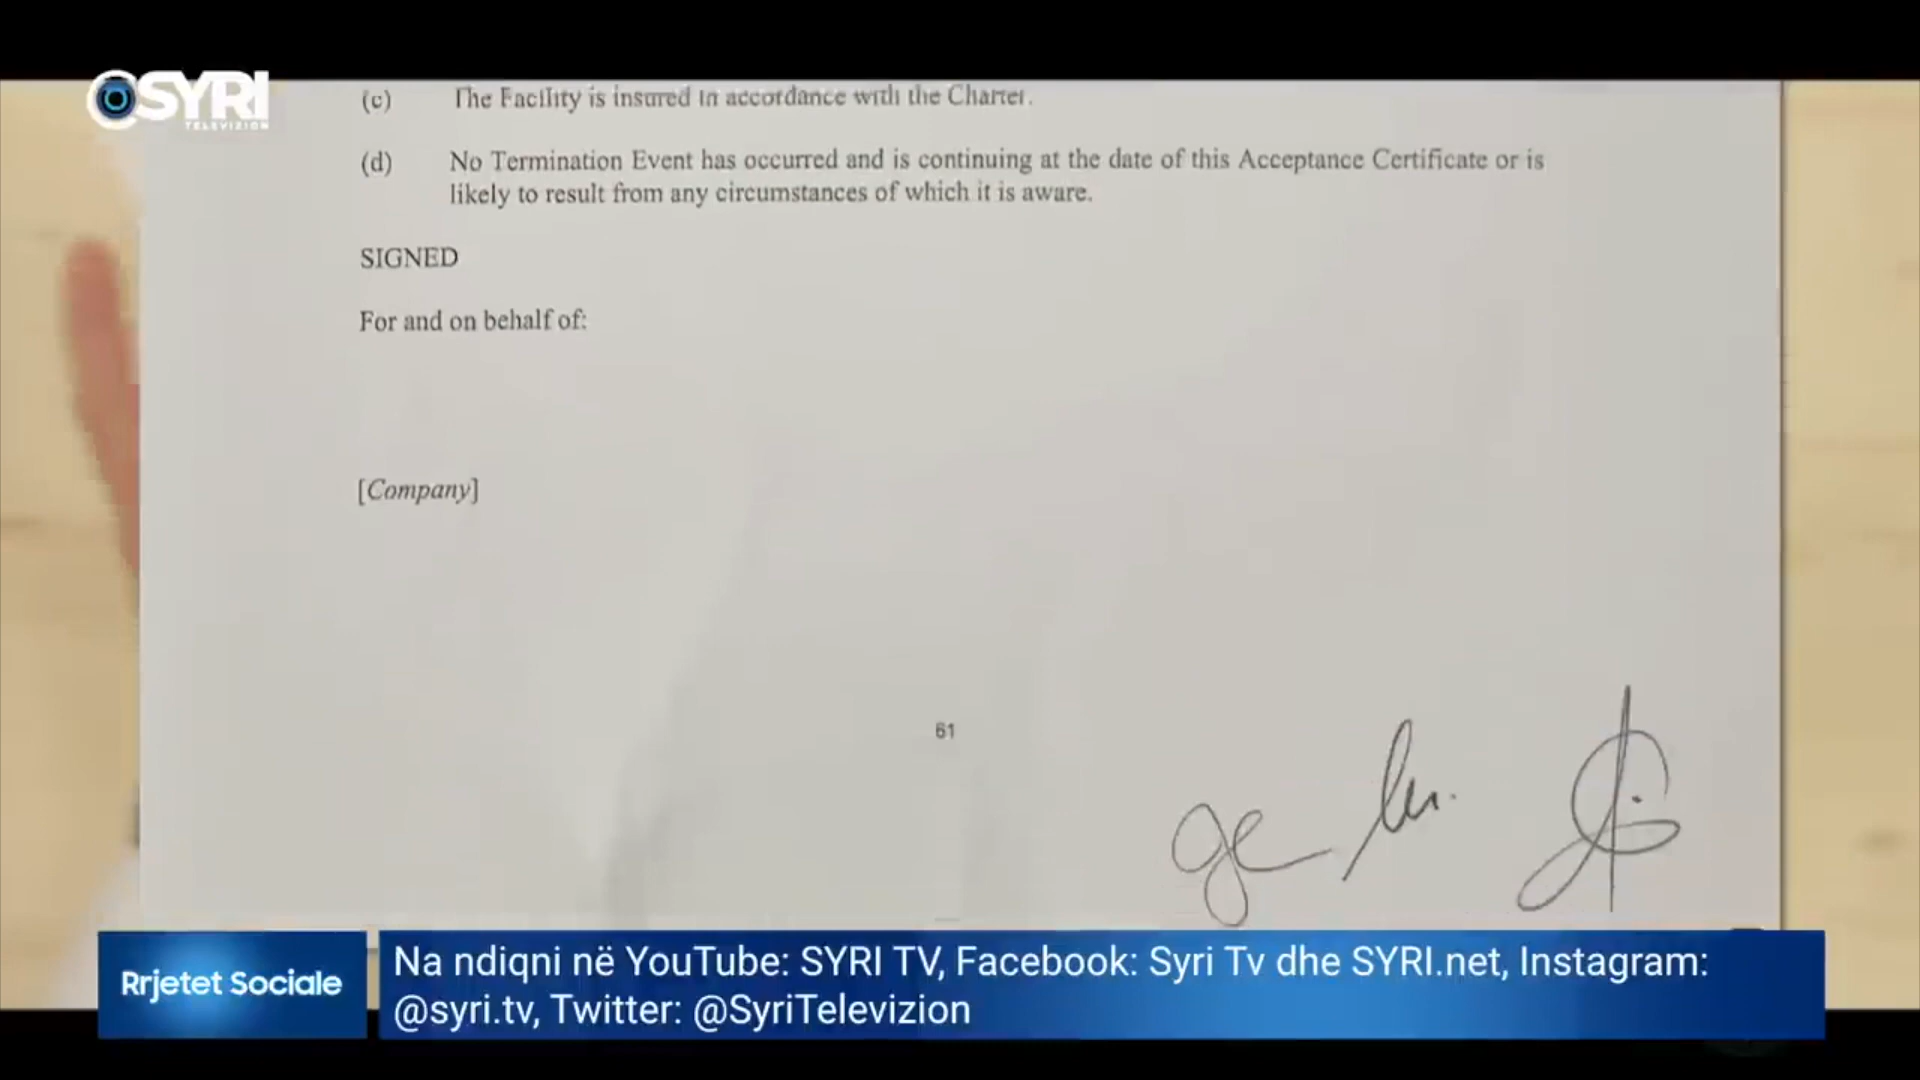 SYRI
TELEVIZION
(c) The Facility is insured in accordance with the Charter.
(d) No Termination Event has occurred and is continuing at the date of this Acceptance Certificate or is
likely to result from any circumstances of which it is aware.
SIGNED
For and on behalf of:
[Company]
61
Rrjetet Sociale
Na ndiqni në YouTube: SYRI TV, Facebook: Syri Tv dhe SYRI.net, Instagram:
@syri.tv, Twitter: @SyriTelevizion